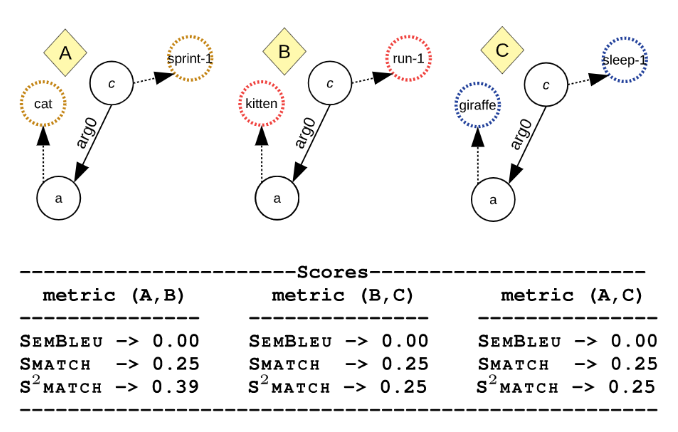 A
c
sprint-1
cat
arg0
a
B
c
run-1
kitten
arg0
a
C
c
sleep-1
giraffe
arg0
a
-----------------------Scores-----------------------
metric (A,B) metric (B,C) metric (A,C)
SEMBLEU -> 0.00 SEMBLEU -> 0.00 SEMBLEU -> 0.00
SMATCH -> 0.25 SMATCH -> 0.25 SMATCH -> 0.25
S²MATCH -> 0.39 S²MATCH -> 0.25 S²MATCH -> 0.25